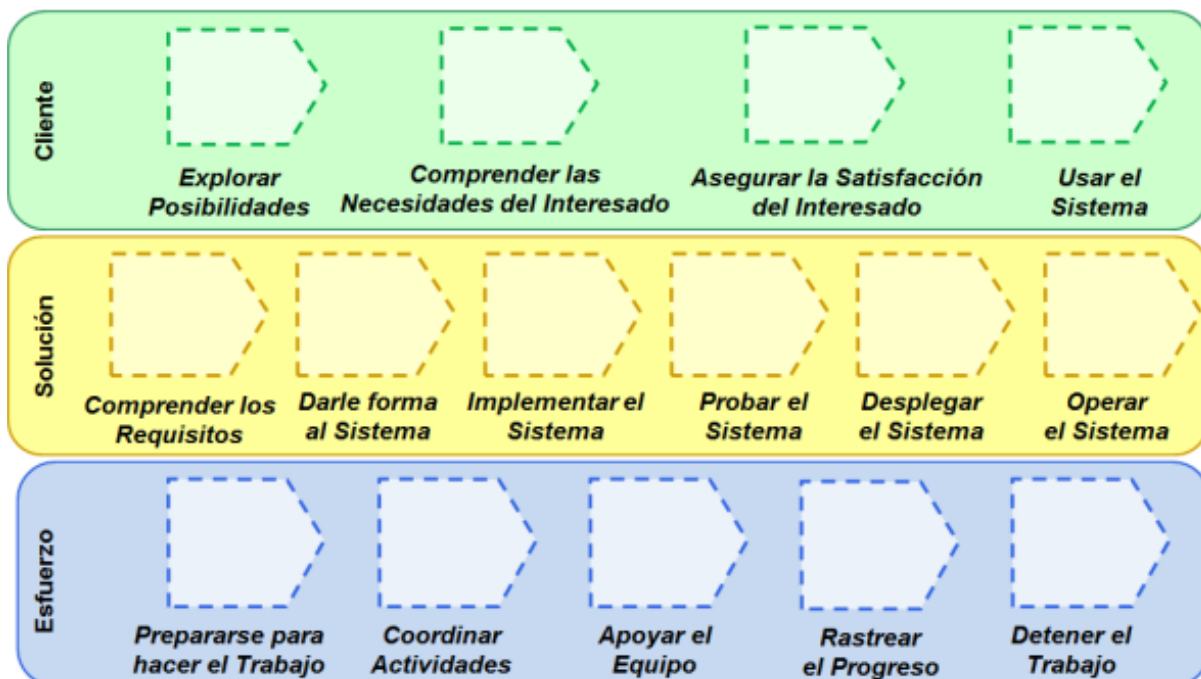 Cliente
Explorar
Posibilidades
Comprender las
Necesidades del Interesado
Asegurar la Satisfacción
del Interesado
Usar el
Sistema
Solución
Comprender los
Requisitos
Darle forma
al Sistema
Implementar el
Sistema
Probar el
Sistema
Desplegar
el Sistema
Operar
el Sistema
Esfuerzo
Prepararse para
hacer el Trabajo
Coordinar
Actividades
Apoyar el
Equipo
Rastrear
el Progreso
Detener el
Trabajo